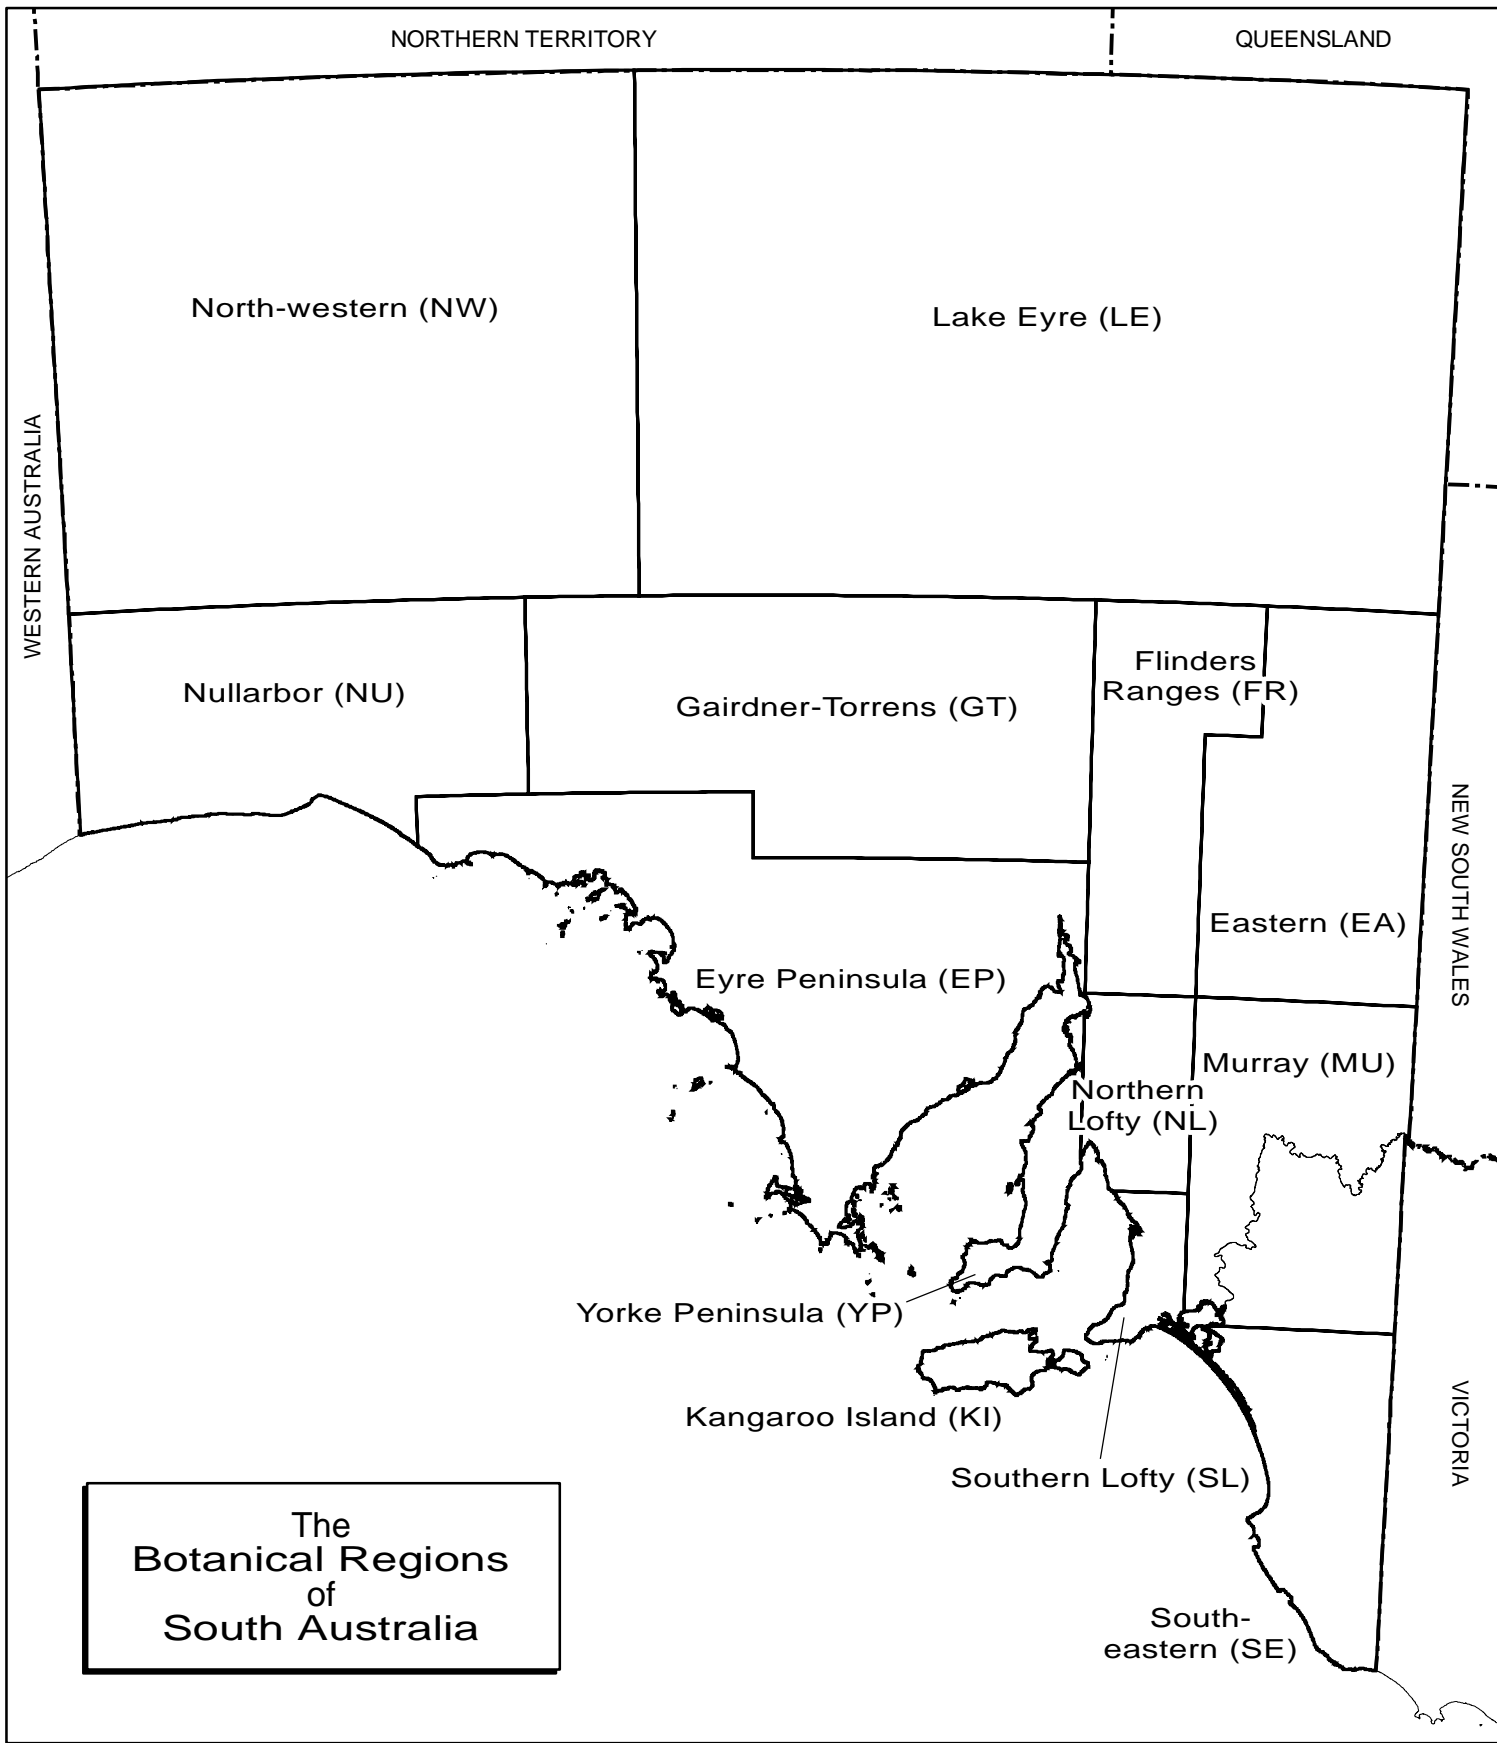 NORTHERN TERRITORY
QUEENSLAND
North-western (NW)
Lake Eyre (LE)
WESTERN AUSTRALIA
Flinders
Ranges (FR)
Nullarbor (NU)
Gairdner-Torrens (GT)
NEW SOUTH WALES
Eastern (EA)
Eyre Peninsula (EP)
Murray (MU)
Northern
Lofty (NL)
Yorke Peninsula (YP)
Kangaroo Island (KI)
VICTORIA
Southern Lofty (SL)
The
Botanical Regions
of
South Australia
South-
eastern (SE)